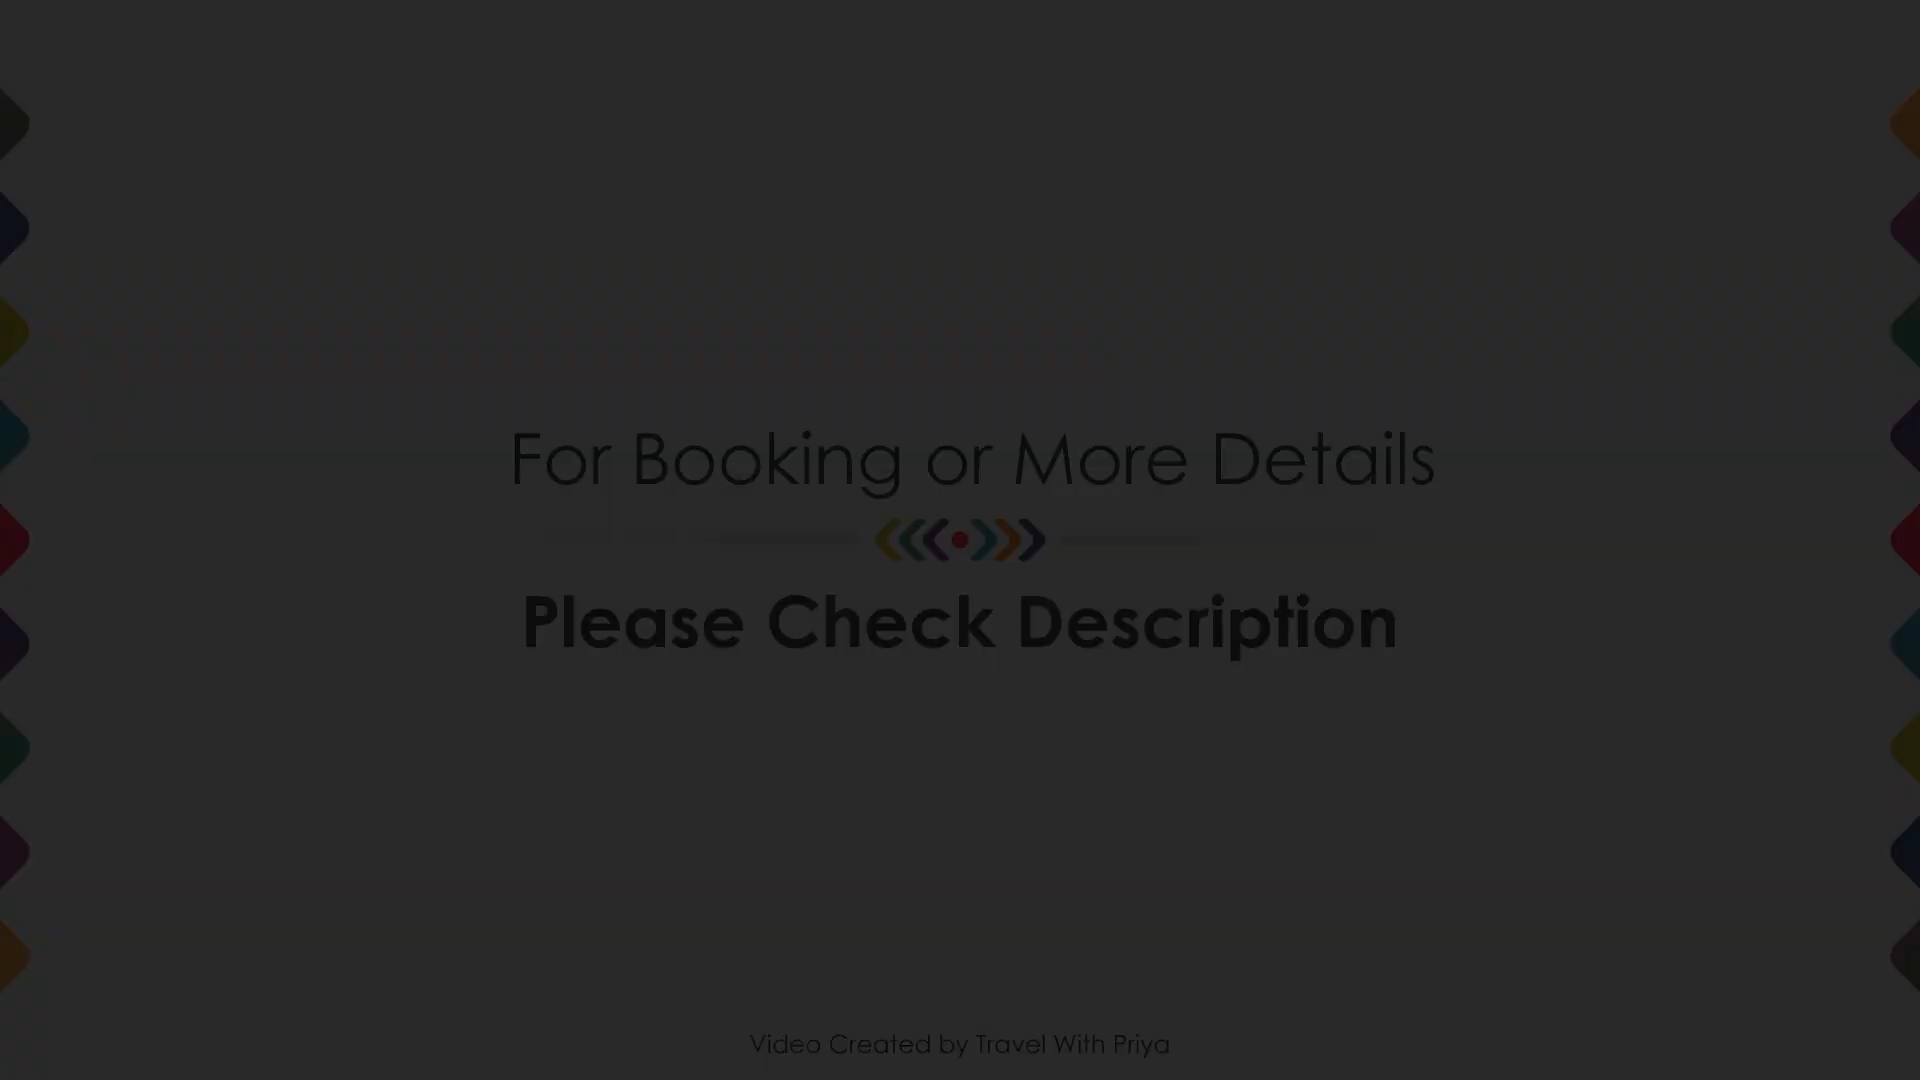 For Booking or More Details
Please Check Description
Video Created by Travel With Priya